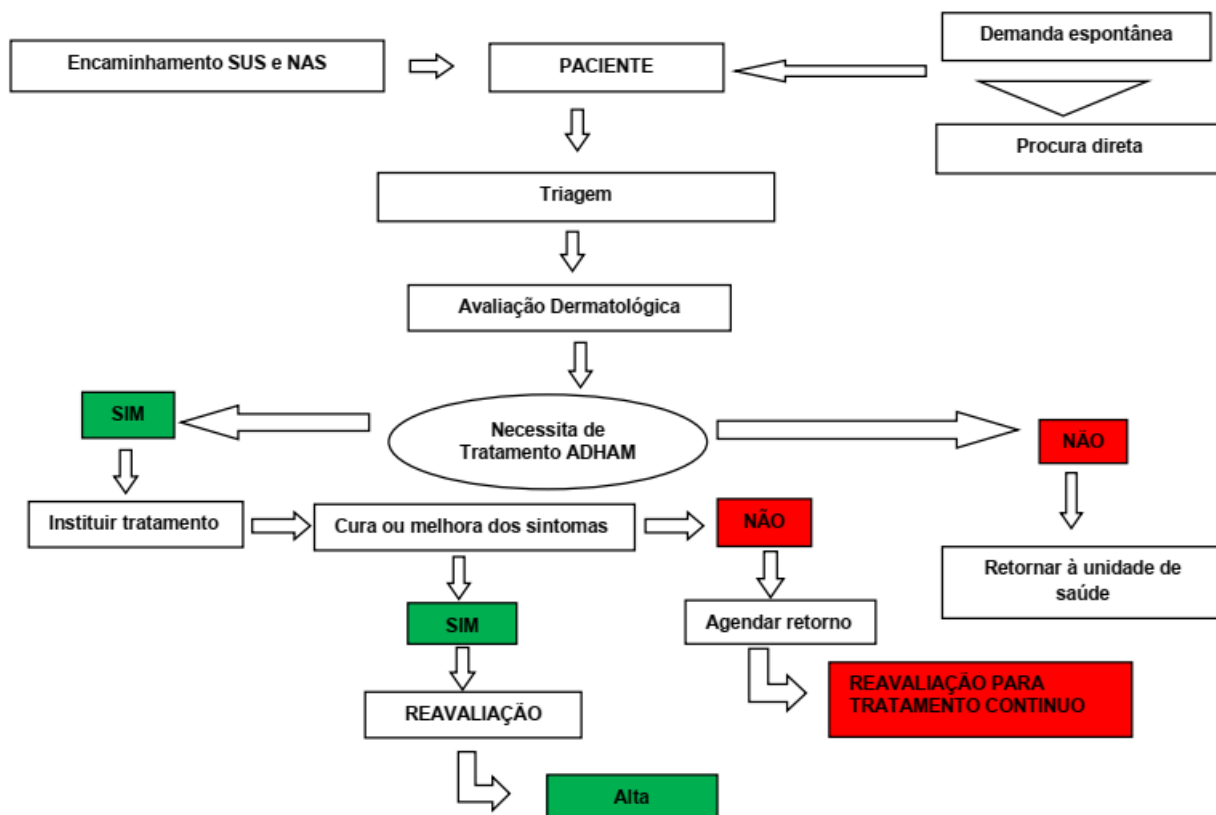 Encaminhamento SUS e NAS
PACIENTE
Demanda espontânea
Procura direta
Triagem
Avaliação Dermatológica
Necessita de
Tratamento ADHAM
SIM
NÃO
Instituir tratamento
Cura ou melhora dos sintomas
NÃO
Retornar à unidade de
saúde
SIM
Agendar retorno
REAVALIAÇÃO
REAVALIAÇÃO PARA
TRATAMENTO CONTINUO
Alta